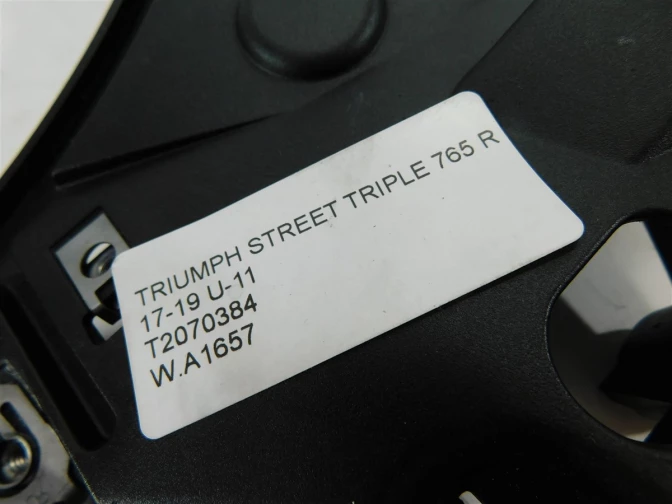 TRIUMPH STREET TRIPLE 765 R
17-19 U-11
T2070384
W.A1657